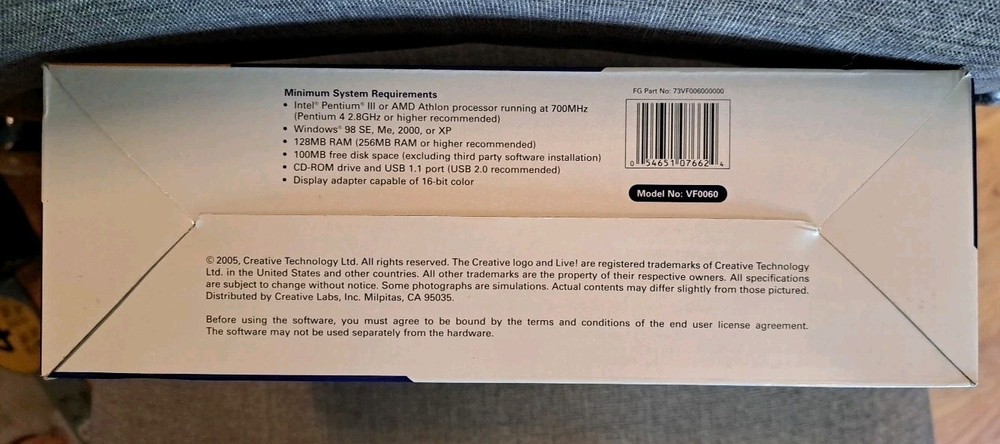 Minimum System Requirements
• Intel® Pentium® III or AMD Athlon processor running at 700MHz
(Pentium 4 2.8GHz or higher recommended)
• Windows® 98 SE, Me, 2000, or XP
• 128MB RAM (256MB RAM or higher recommended)
• 100MB free disk space (excluding third party software installation)
• CD-ROM drive and USB 1.1 port (USB 2.0 recommended)
• Display adapter capable of 16-bit color
FG Part No: 73VF006000000
0 54651 07662 4
Model No: VF0060
© 2005, Creative Technology Ltd. All rights reserved. The Creative logo and Live! are registered trademarks of Creative Technology
Ltd. in the United States and other countries. All other trademarks are the property of their respective owners. All specifications
are subject to change without notice. Some photographs are simulations. Actual contents may differ slightly from those pictured.
Distributed by Creative Labs, Inc. Milpitas, CA 95035.
Before using the software, you must agree to be bound by the terms and conditions of the end user license agreement.
The software may not be used separately from the hardware.